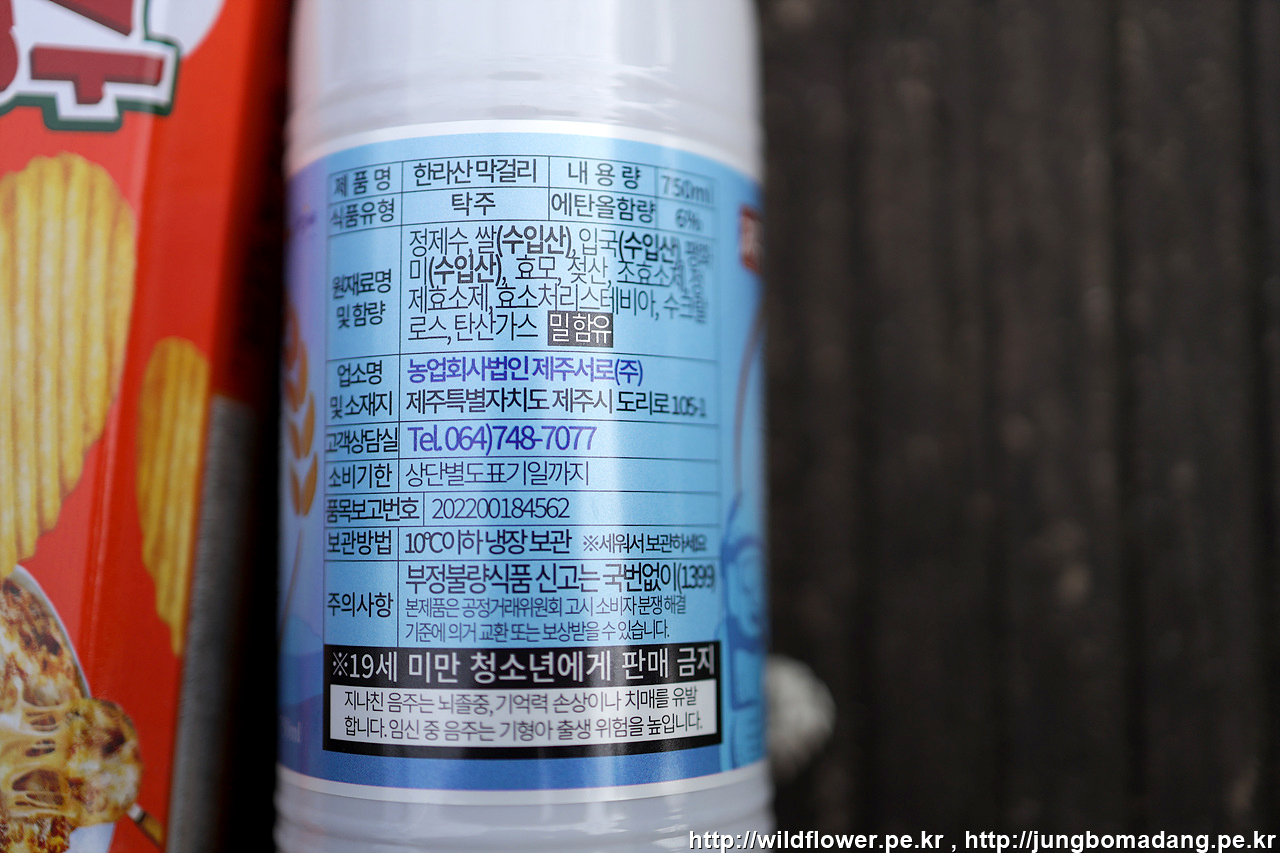 제 품 명 한라산 막걸리 내 용 량 750ml
식품유형 탁주 에탄올함량 6%
원재료명 및 함량
정제수, 쌀(수입산), 입국(수입산), 팽화
미(수입산), 효모, 젖산, 조효소제, 정
제효소제, 효소처리스테비아, 수크랄
로스, 탄산가스 밀 함유
업소명 및 소재지
농업회사법인 제주서로(주)
제주특별자치도 제주시 도리로 105-1
고객상담실 Tel. 064)748-7077
소비기한 상단별도표기일까지
품목보고번호 202200184562
보관방법 10℃이하 냉장 보관 ※세워서 보관하세요
주의사항
부정불량식품 신고는 국번없이(1399)
본제품은 공정거래위원회 고시 소비자 분쟁 해결
기준에 의거 교환 또는 보상받을 수 있습니다.
※19세 미만 청소년에게 판매 금지
지나친 음주는 뇌졸중, 기억력 손상이나 치매를 유발
합니다. 임신 중 음주는 기형아 출생 위험을 높입니다.
http://wildflower.pe.kr , http://jungbomadang.pe.kr